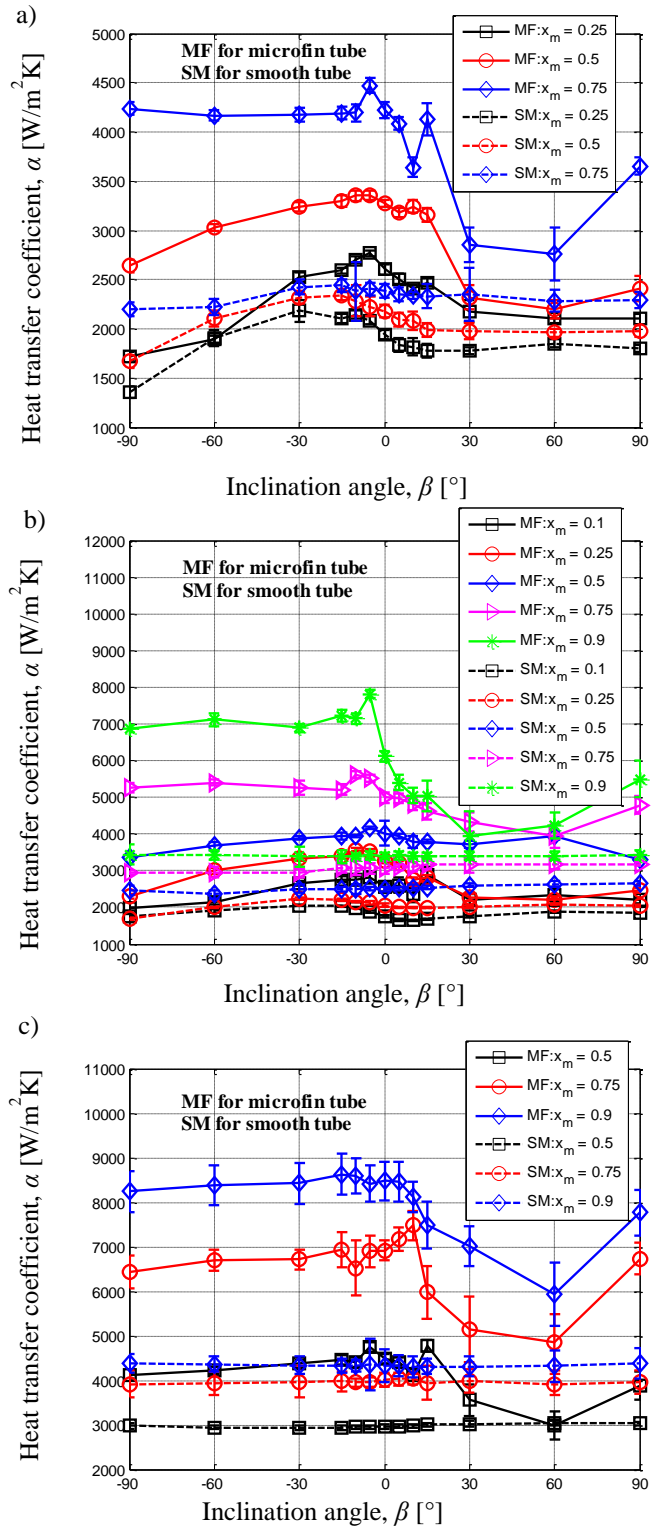 a)
MF for microfin tube
SM for smooth tube
MF:x_m = 0.25
MF:x_m = 0.5
MF:x_m = 0.75
SM:x_m = 0.25
SM:x_m = 0.5
SM:x_m = 0.75
5000
4500
4000
3500
3000
2500
2000
1500
1000
Heat transfer coefficient, α [W/m²K]
-90 -60 -30 0 30 60 90
Inclination angle, β [°]
b)
MF for microfin tube
SM for smooth tube
MF:x_m = 0.1
MF:x_m = 0.25
MF:x_m = 0.5
MF:x_m = 0.75
MF:x_m = 0.9
SM:x_m = 0.1
SM:x_m = 0.25
SM:x_m = 0.5
SM:x_m = 0.75
SM:x_m = 0.9
12000
11000
10000
9000
8000
7000
6000
5000
4000
3000
2000
1000
Heat transfer coefficient, α [W/m²K]
-90 -60 -30 0 30 60 90
Inclination angle, β [°]
c)
MF for microfin tube
SM for smooth tube
MF:x_m = 0.5
MF:x_m = 0.75
MF:x_m = 0.9
SM:x_m = 0.5
SM:x_m = 0.75
SM:x_m = 0.9
11000
10000
9000
8000
7000
6000
5000
4000
3000
2000
Heat transfer coefficient, α [W/m²K]
-90 -60 -30 0 30 60 90
Inclination angle, β [°]